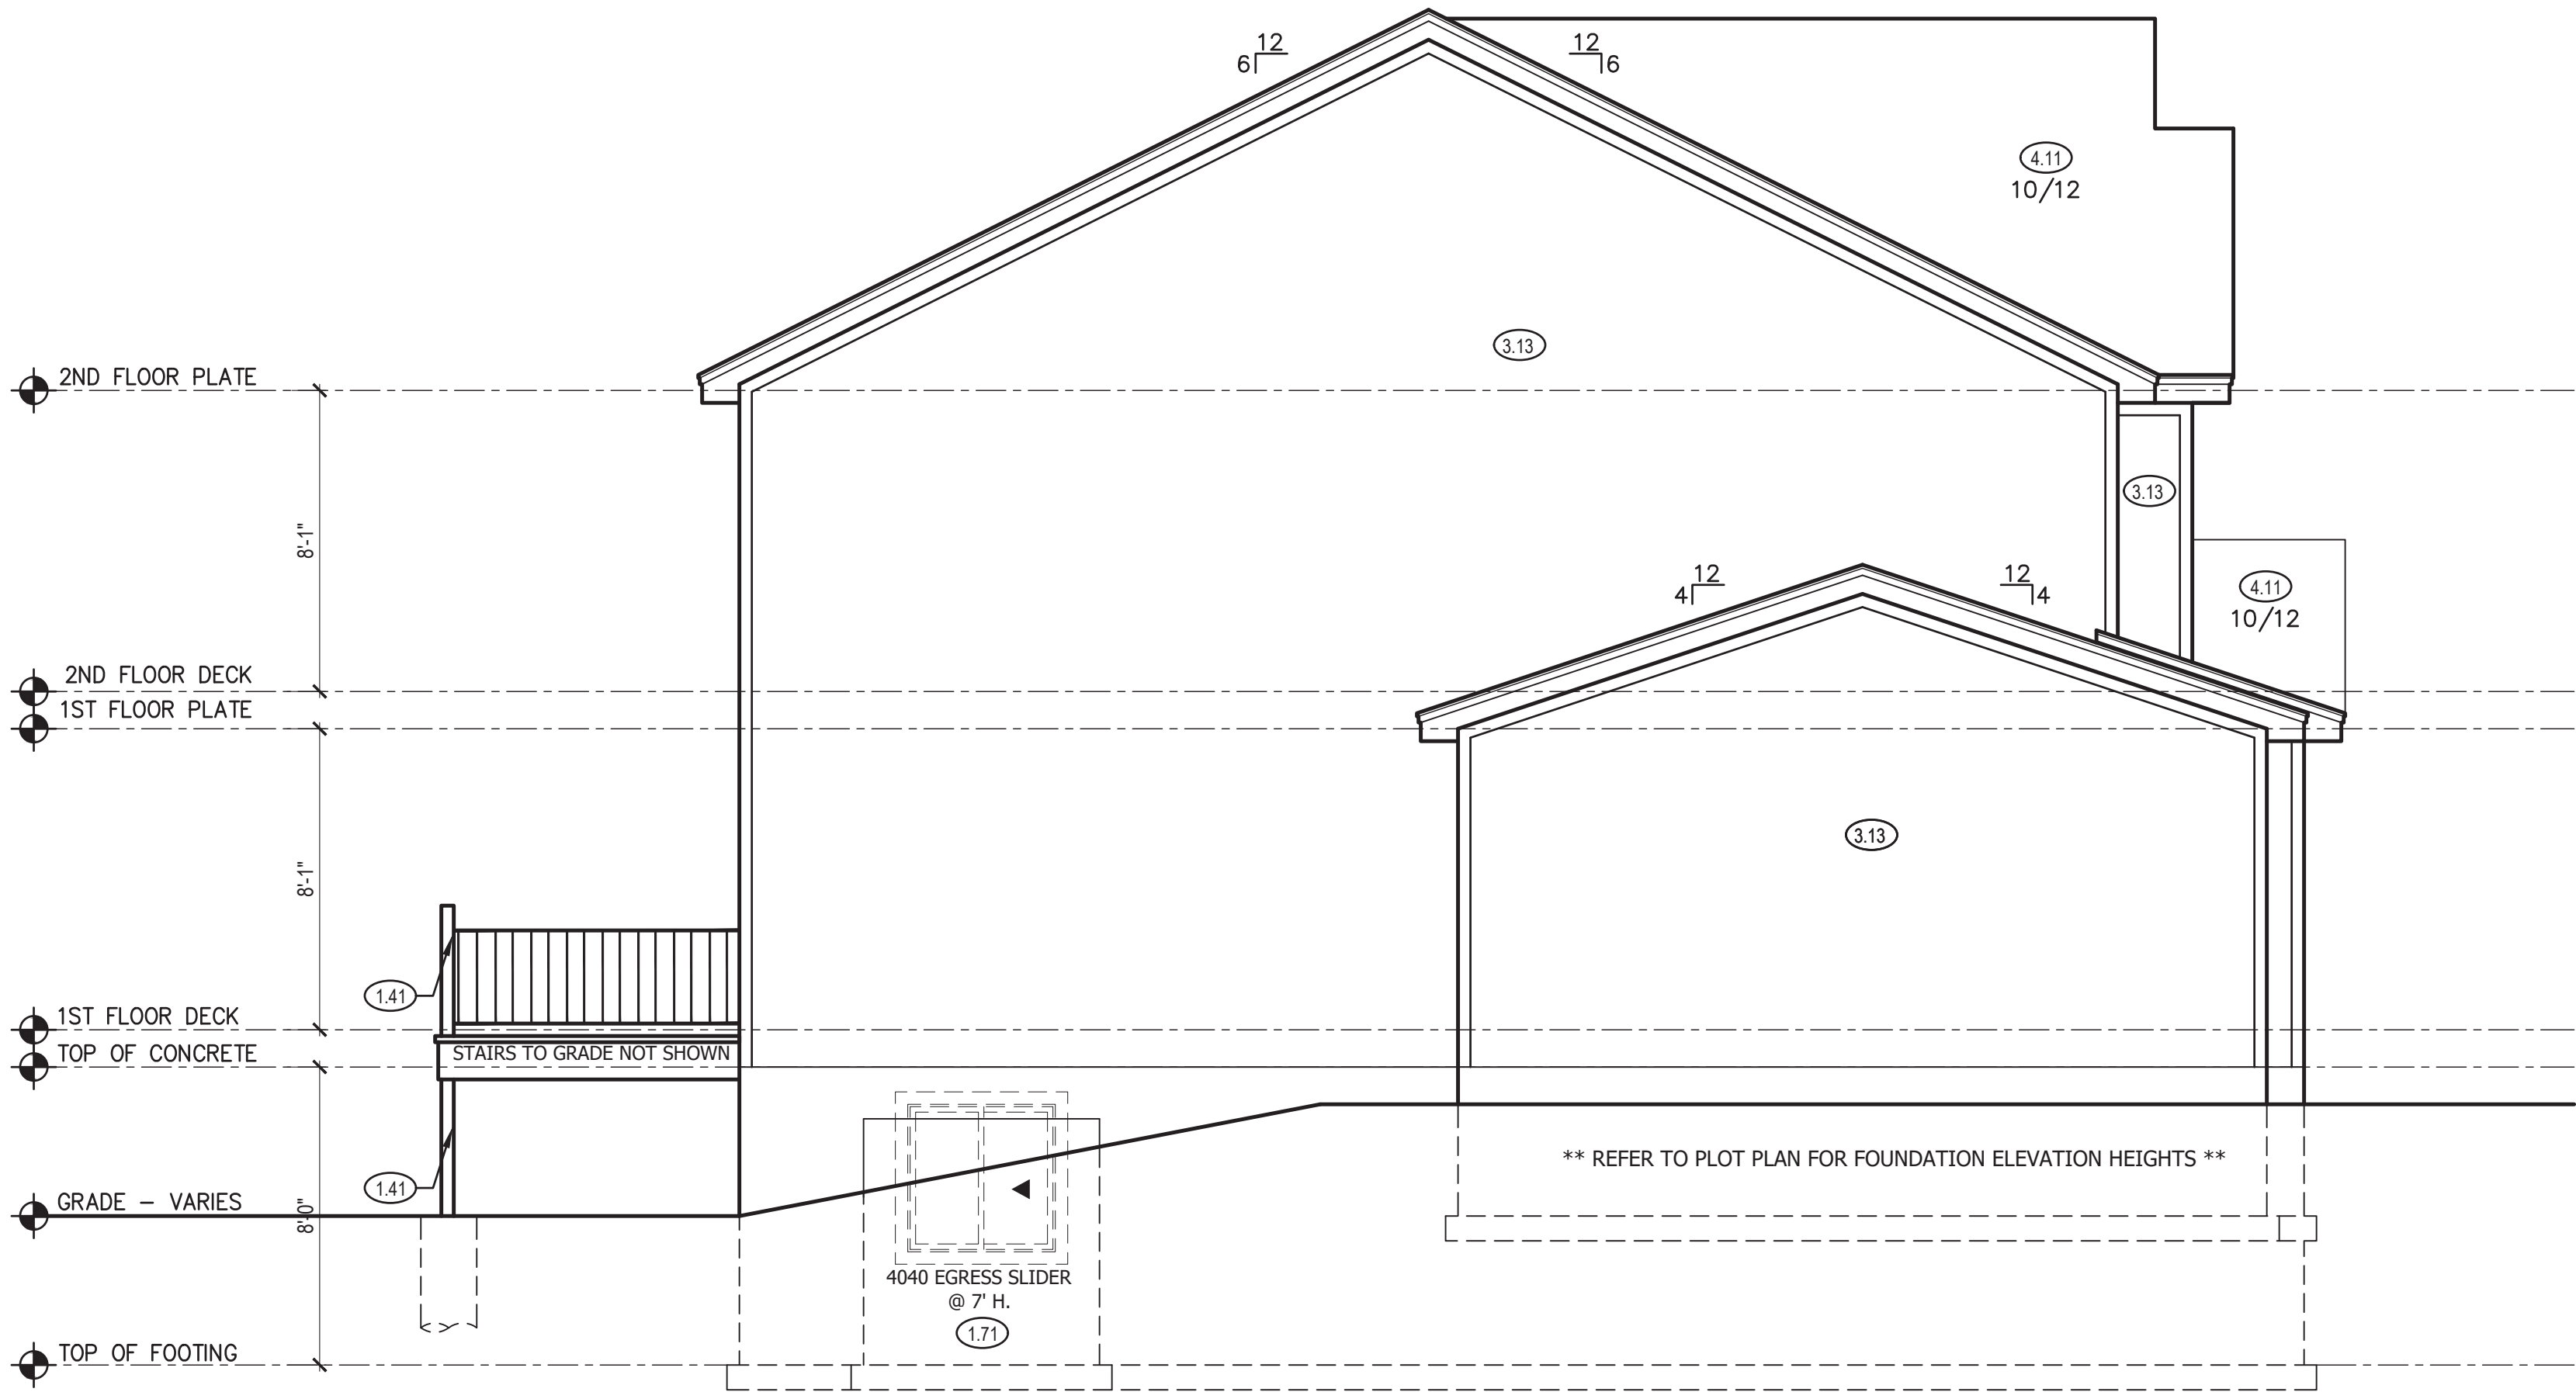 12
6
12
6
4.11
10/12
3.13
2ND FLOOR PLATE
3.13
8'-1"
12
4
12
4
4.11
10/12
2ND FLOOR DECK
1ST FLOOR PLATE
3.13
8'-1"
1.41
1ST FLOOR DECK
TOP OF CONCRETE
STAIRS TO GRADE NOT SHOWN
** REFER TO PLOT PLAN FOR FOUNDATION ELEVATION HEIGHTS **
1.41
GRADE - VARIES
8'-0"
4040 EGRESS SLIDER
@ 7' H.
1.71
TOP OF FOOTING